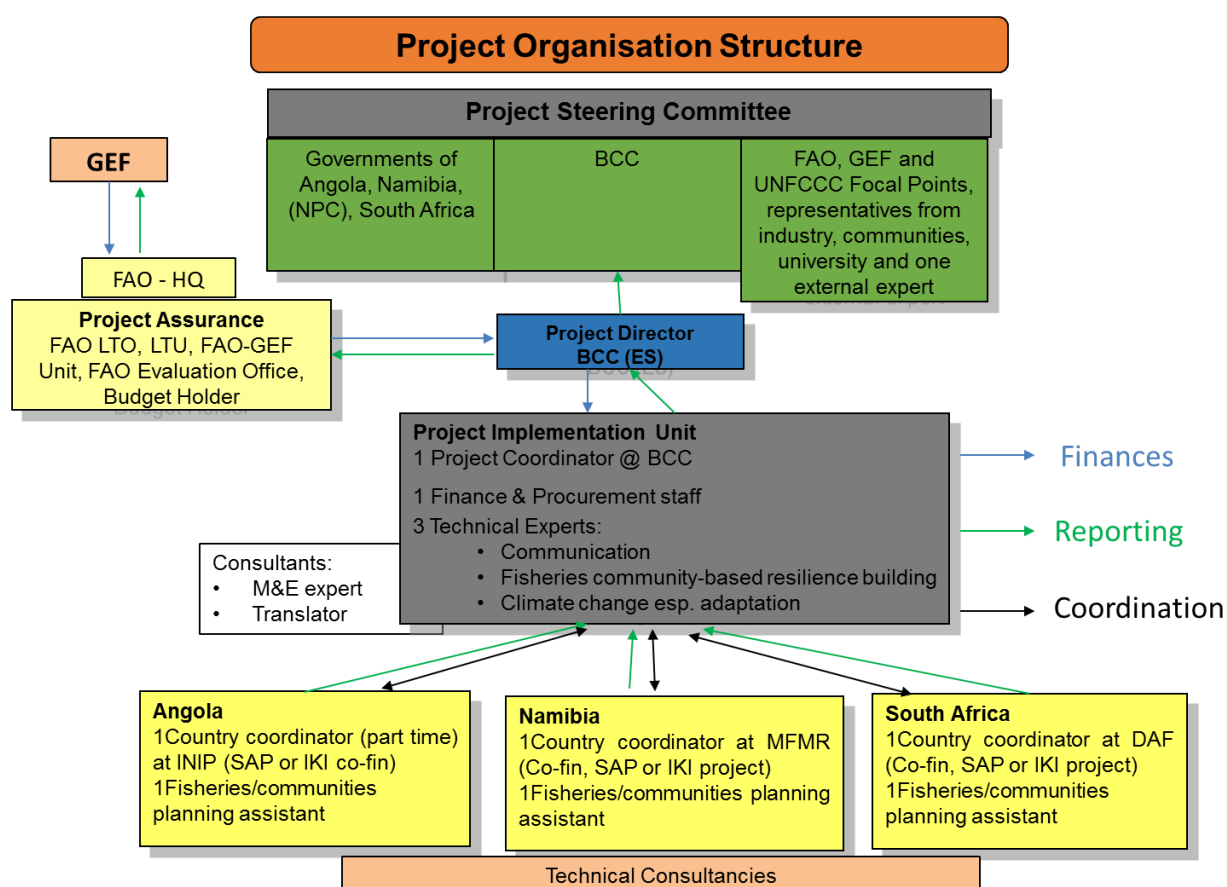 Project Organisation Structure
Project Steering Committee
GEF
Governments of
Angola, Namibia,
(NPC), South Africa
BCC
FAO, GEF and
UNFCCC Focal Points,
representatives from
industry, communities,
university and one
external expert
FAO - HQ
Project Assurance
FAO LTO, LTU, FAO-GEF
Unit, FAO Evaluation Office,
Budget Holder
Project Director
BCC (ES)
Project Implementation Unit
1 Project Coordinator @ BCC
1 Finance & Procurement staff
3 Technical Experts:
• Communication
• Fisheries community-based resilience building
• Climate change esp. adaptation
Finances
Reporting
Coordination
Consultants:
• M&E expert
• Translator
Angola
1Country coordinator (part time)
at INIP (SAP or IKI co-fin)
1Fisheries/communities
planning assistant
Namibia
1Country coordinator at MFMR
(Co-fin, SAP or IKI project)
1Fisheries/communities planning
assistant
South Africa
1Country coordinator at DAF
(Co-fin, SAP or IKI project)
1Fisheries/communities
planning assistant
Technical Consultancies